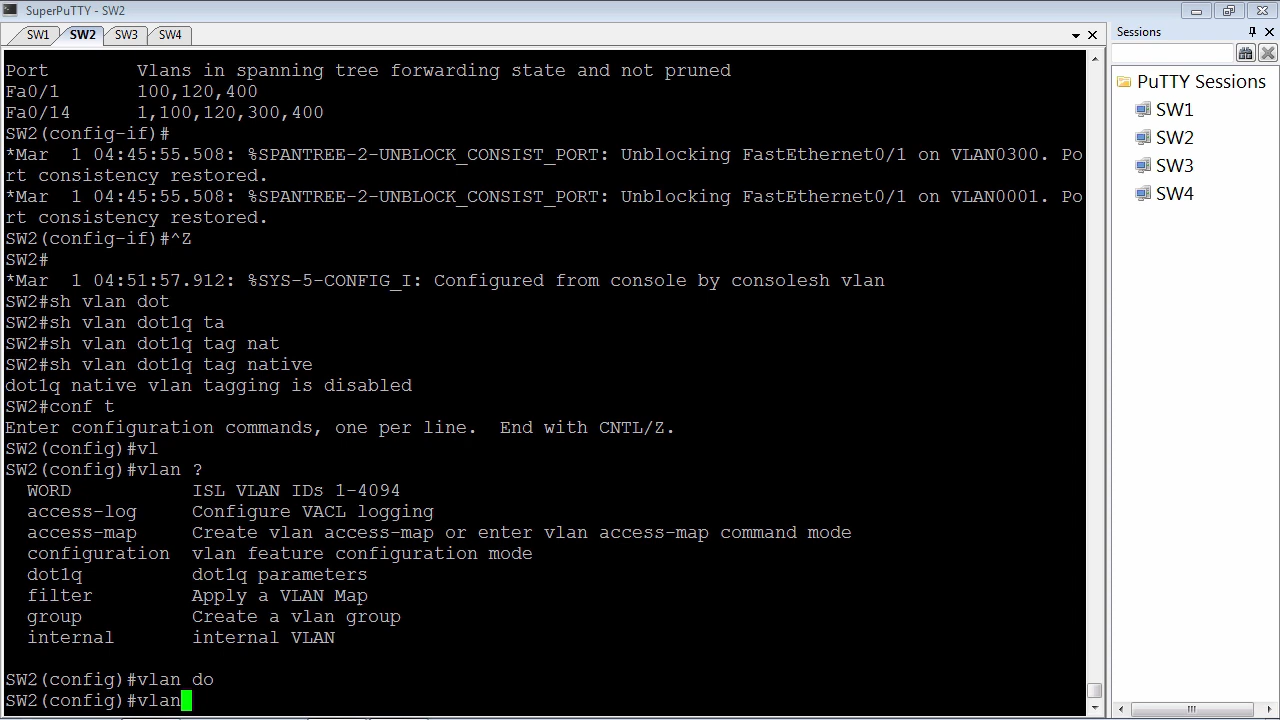 SuperPuTTY - SW2
SW1 SW2 SW3 SW4
Port        Vlans in spanning tree forwarding state and not pruned
Fa0/1       100,120,400
Fa0/14      1,100,120,300,400
SW2(config-if)#
*Mar  1 04:45:55.508: %SPANTREE-2-UNBLOCK_CONSIST_PORT: Unblocking FastEthernet0/1 on VLAN0300. Po
rt consistency restored.
*Mar  1 04:45:55.508: %SPANTREE-2-UNBLOCK_CONSIST_PORT: Unblocking FastEthernet0/1 on VLAN0001. Po
rt consistency restored.
SW2(config-if)#^Z
SW2#
*Mar  1 04:51:57.912: %SYS-5-CONFIG_I: Configured from console by consolesh vlan
SW2#sh vlan dot
SW2#sh vlan dot1q ta
SW2#sh vlan dot1q tag nat
SW2#sh vlan dot1q tag native
dot1q native vlan tagging is disabled
SW2#conf t
Enter configuration commands, one per line.  End with CNTL/Z.
SW2(config)#vl
SW2(config)#vlan ?
  WORD           ISL VLAN IDs 1-4094
  access-log     Configure VACL logging
  access-map     Create vlan access-map or enter vlan access-map command mode
  configuration  vlan feature configuration mode
  dot1q          dot1q parameters
  filter         Apply a VLAN Map
  group          Create a vlan group
  internal       internal VLAN
SW2(config)#vlan do
SW2(config)#vlan
Sessions
PuTTY Sessions
SW1
SW2
SW3
SW4